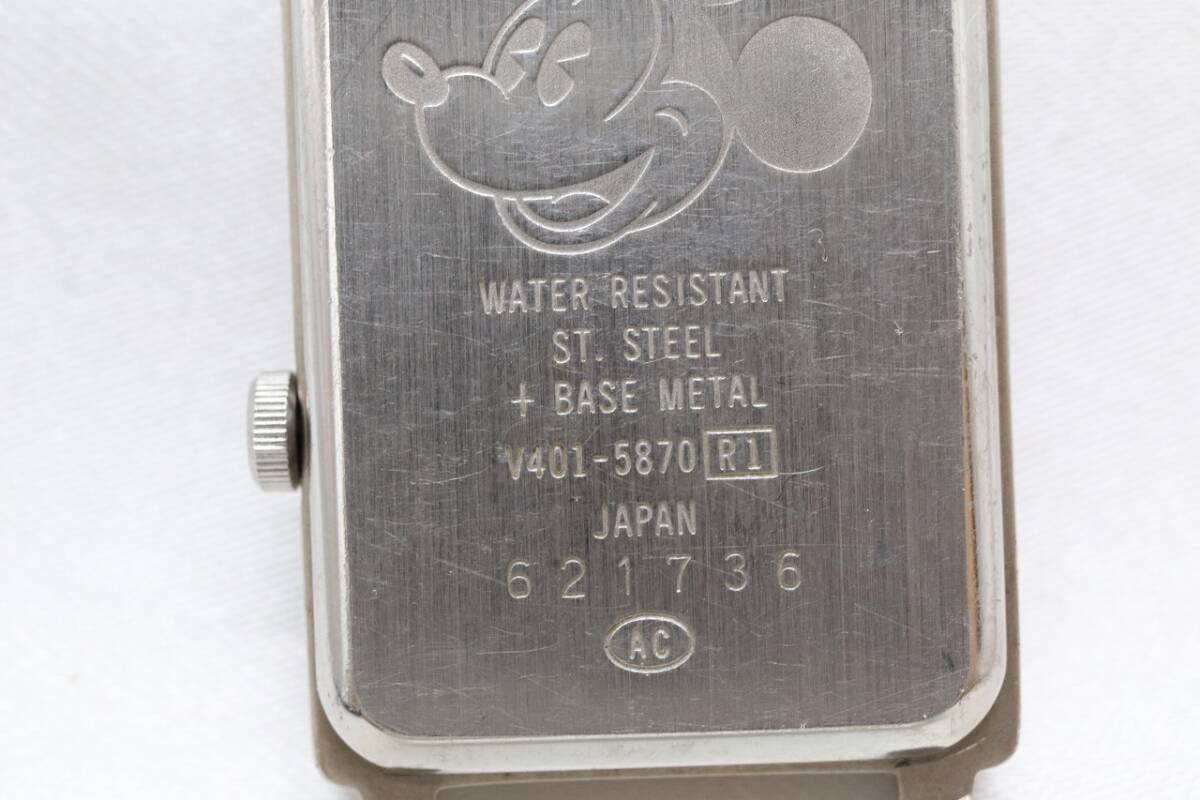 WATER RESISTANT
ST. STEEL
+ BASE METAL
V401-5870 R1
JAPAN
621736
AC